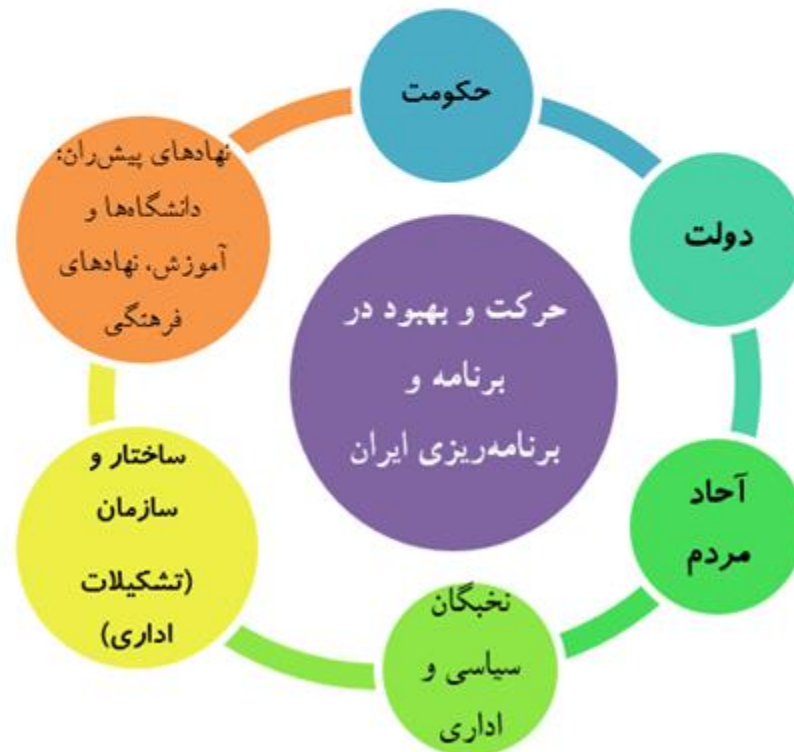 حکومت
دولت
آحاد
مردم
نخبگان
سیاسی و
اداری
ساختار و
سازمان
(تشکیلات
اداری)
نهادهای پیش‌ران:
دانشگاه‌ها و
آموزش، نهادهای
فرهنگی
حرکت و بهبود در
برنامه و
برنامه‌ریزی ایران